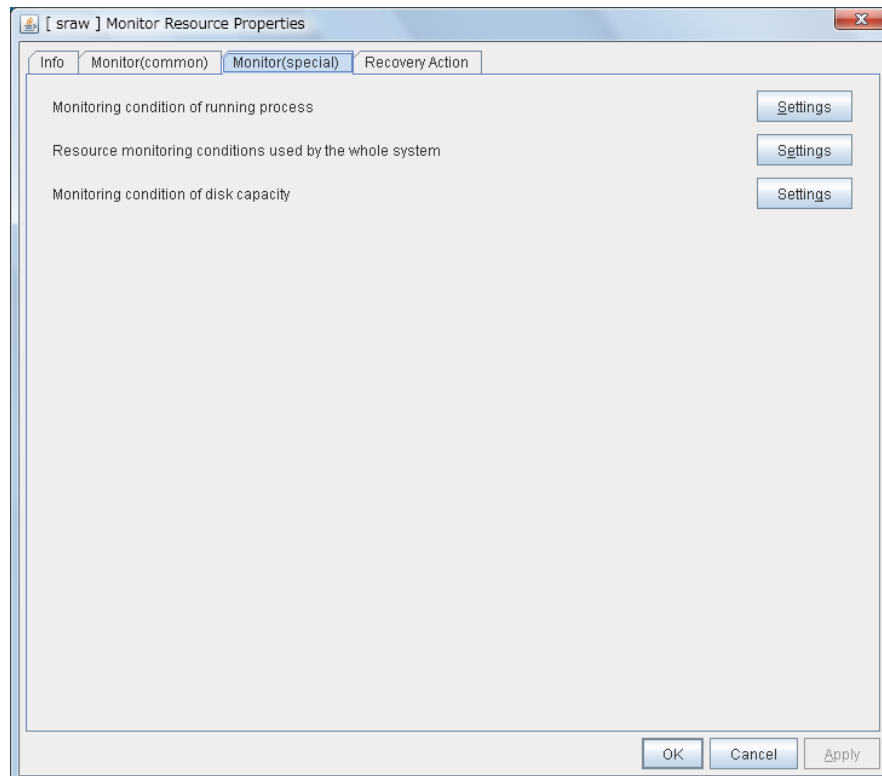 [ sraw ] Monitor Resource Properties
Info Monitor(common) Monitor(special) Recovery Action
Monitoring condition of running process Settings
Resource monitoring conditions used by the whole system Settings
Monitoring condition of disk capacity Settings
OK Cancel Apply